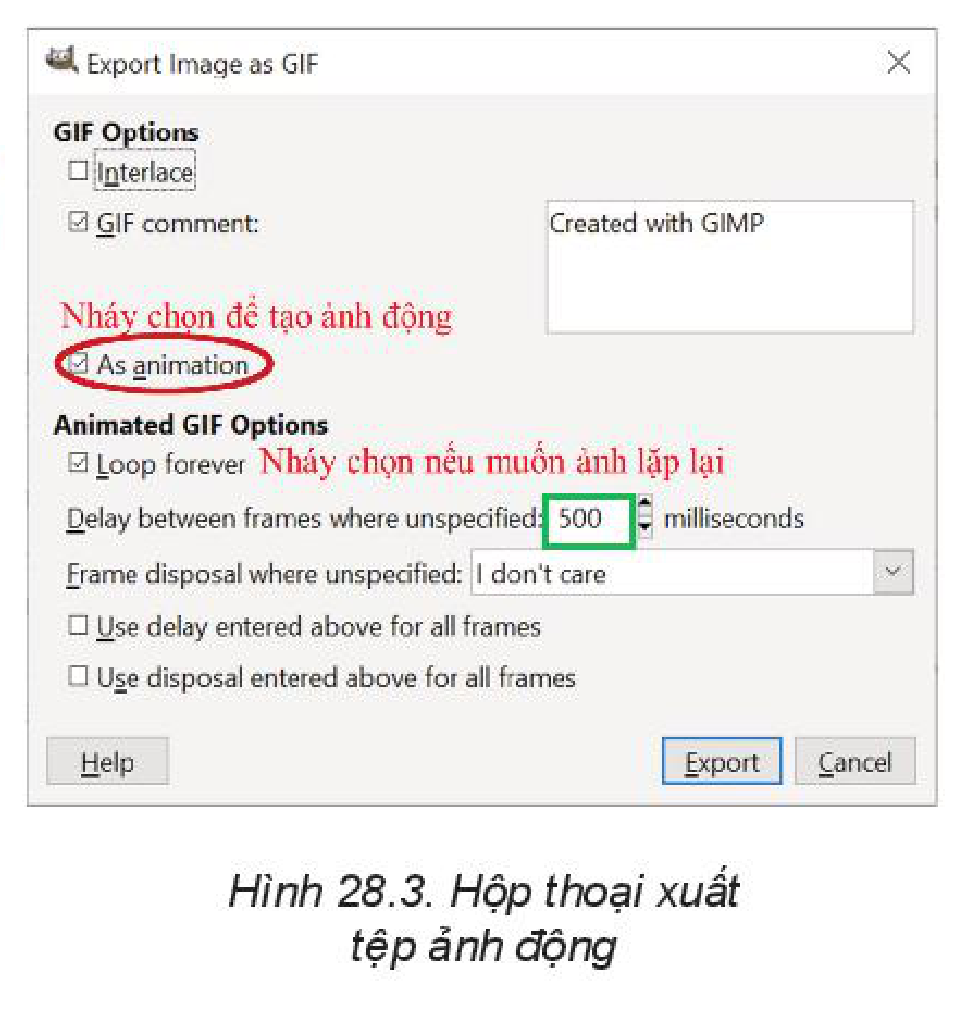 Export Image as GIF
GIF Options
Interlace
GIF comment:
Created with GIMP
Nháy chọn để tạo ảnh động
As animation
Animated GIF Options
Loop forever Nháy chọn nếu muốn ảnh lặp lại
Delay between frames where unspecified: 500 milliseconds
Frame disposal where unspecified: I don't care
Use delay entered above for all frames
Use disposal entered above for all frames
Help Export Cancel
Hình 28.3. Hộp thoại xuất
tệp ảnh động